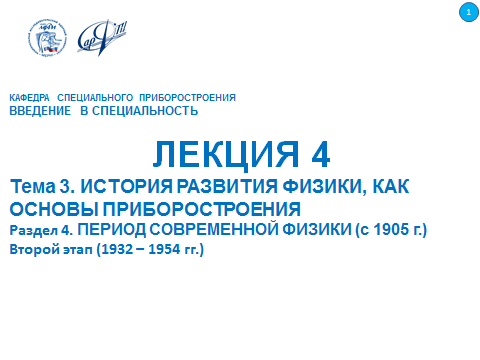 1
КАФЕДРА СПЕЦИАЛЬНОГО ПРИБОРОСТРОЕНИЯ
ВВЕДЕНИЕ В СПЕЦИАЛЬНОСТЬ
ЛЕКЦИЯ 4
Тема 3. ИСТОРИЯ РАЗВИТИЯ ФИЗИКИ, КАК
ОСНОВЫ ПРИБОРОСТРОЕНИЯ
Раздел 4. ПЕРИОД СОВРЕМЕННОЙ ФИЗИКИ (с 1905 г.)
Второй этап (1932 – 1954 гг.)